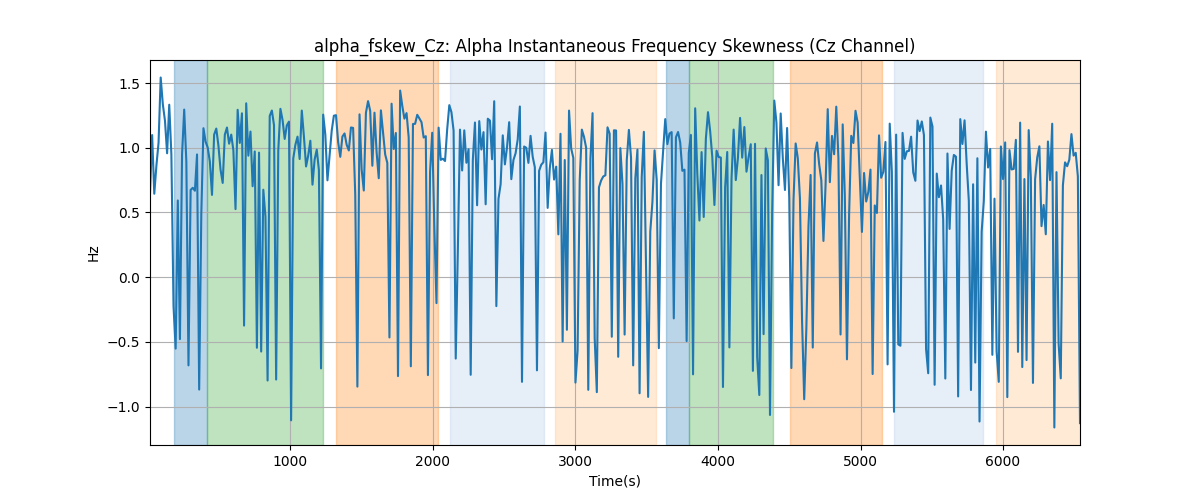 alpha_fskew_Cz: Alpha Instantaneous Frequency Skewness (Cz Channel)
1.5
1.0
0.5
0.0
−0.5
−1.0
Hz
1000 2000 3000 4000 5000 6000
Time(s)